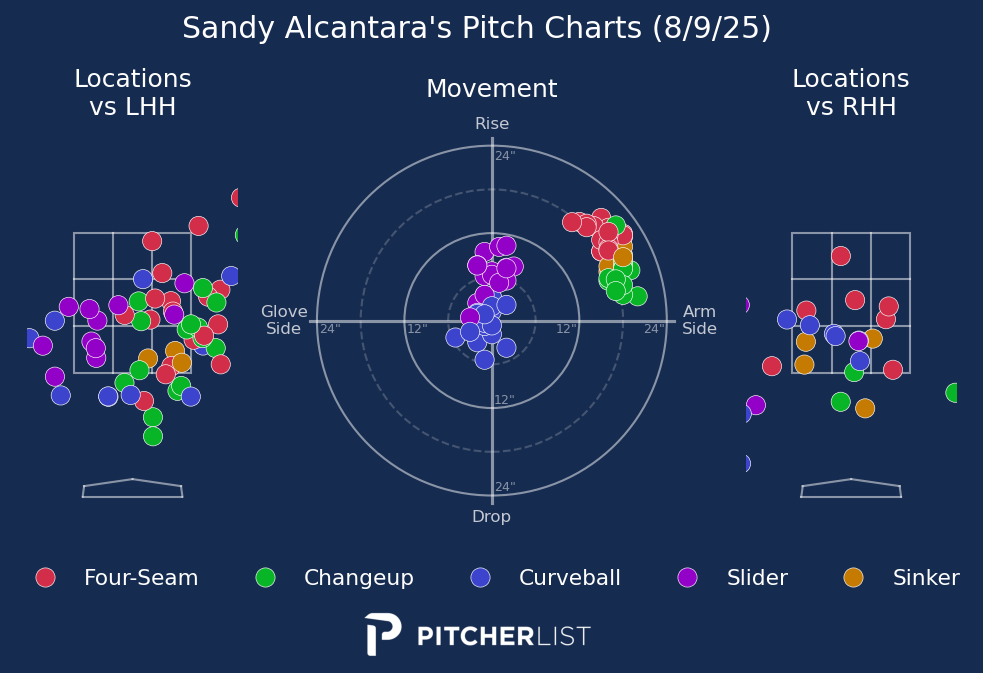 Sandy Alcantara's Pitch Charts (8/9/25)
Locations
vs LHH
Movement
Locations
vs RHH
Rise
24"
Glove
Side
24"
12"
12"
24"
Arm
Side
12"
24"
Drop
Four-Seam
Changeup
Curveball
Slider
Sinker
PITCHERLIST